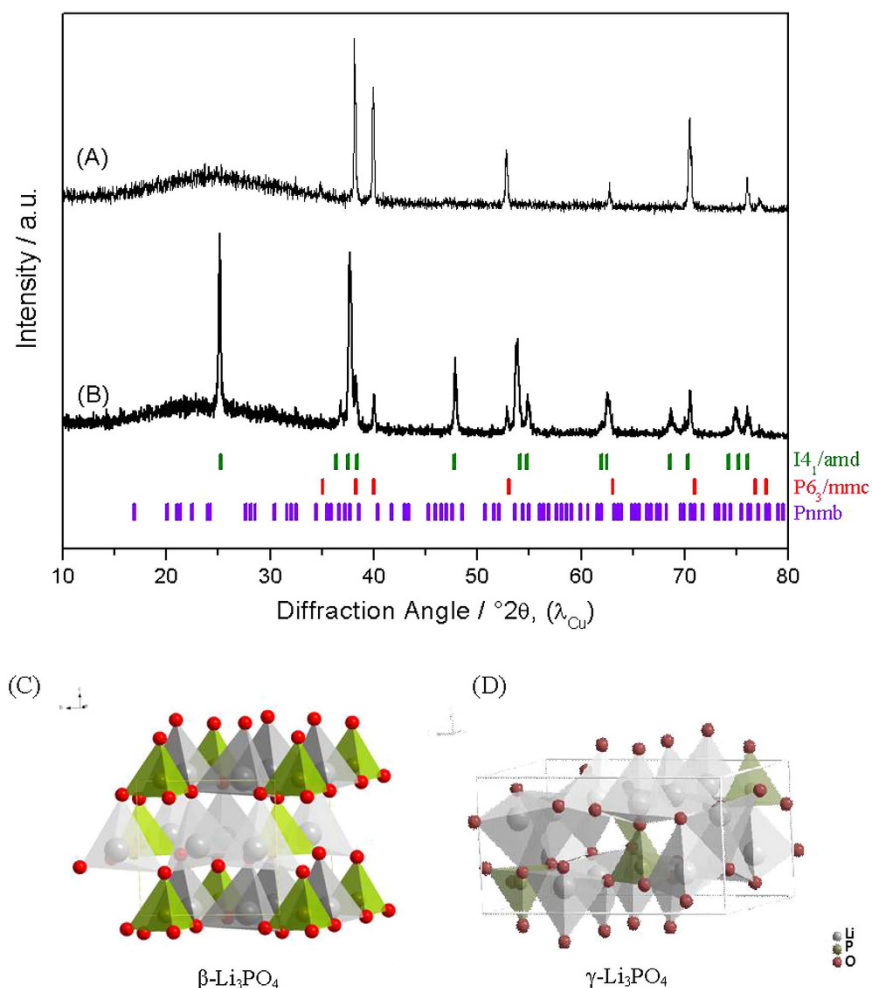 Intensity / a.u.
(A)
(B)
I4₁/amd
P6₃/mmc
Pnmb
10 20 30 40 50 60 70 80
Diffraction Angle / °2θ, (λCu)
(C)
(D)
Li
P
O
β-Li₃PO₄
γ-Li₃PO₄